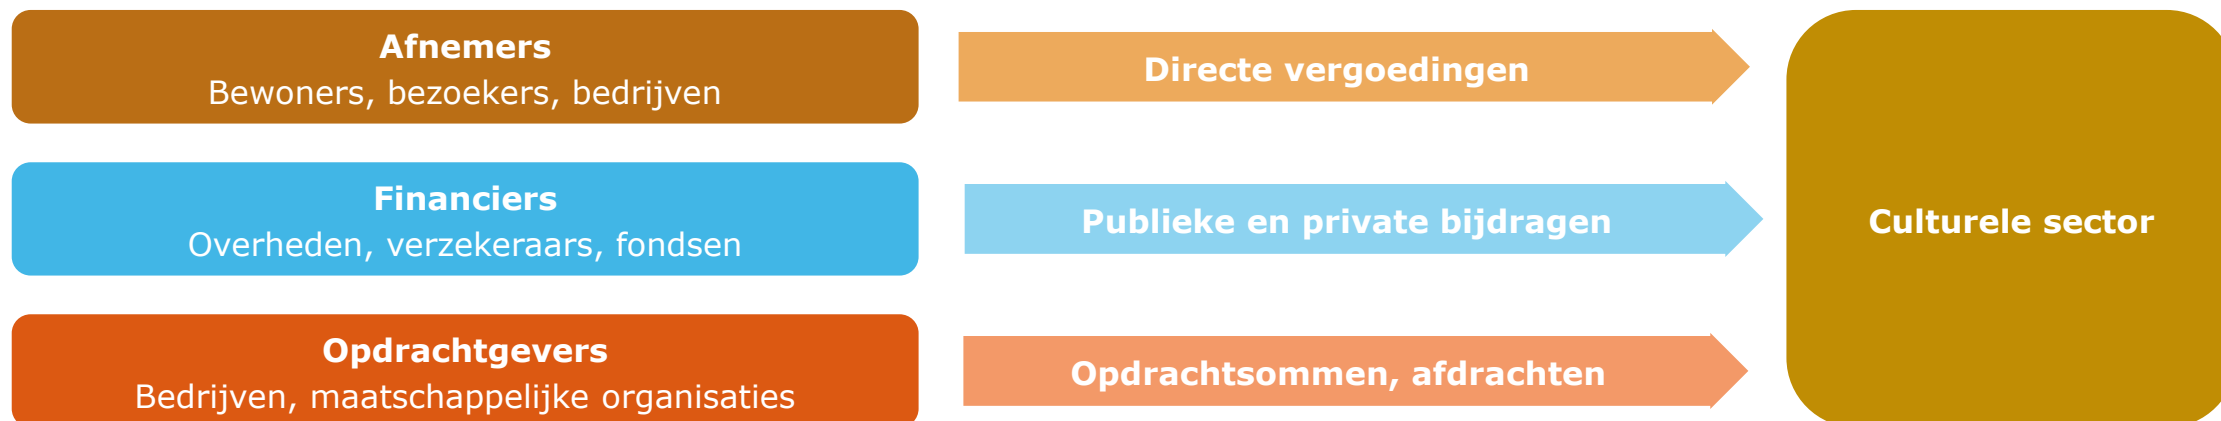 Afnemers
Bewoners, bezoekers, bedrijven
Directe vergoedingen
Financiers
Overheden, verzekeraars, fondsen
Publieke en private bijdragen
Culturele sector
Opdrachtgevers
Bedrijven, maatschappelijke organisaties
Opdrachtsommen, afdrachten